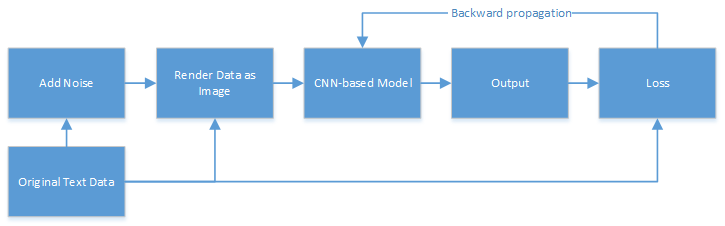 Backward propagation
Add Noise
Render Data as
Image
CNN-based Model
Output
Loss
Original Text Data